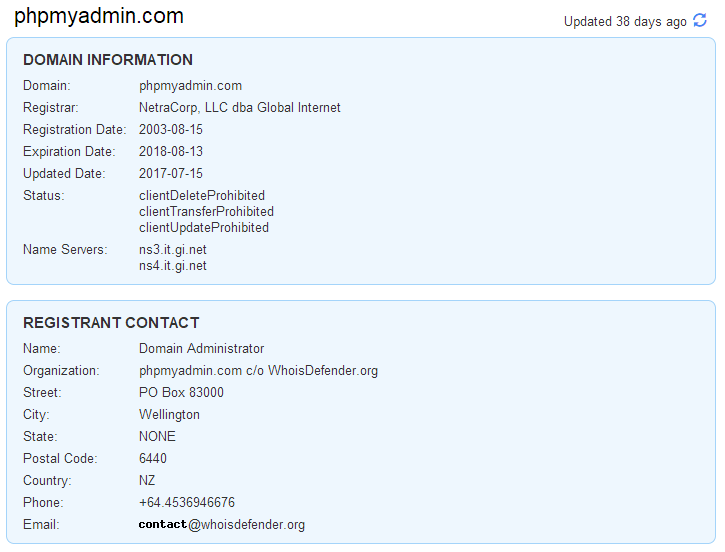 phpmyadmin.com
Updated 38 days ago
DOMAIN INFORMATION
Domain: phpmyadmin.com
Registrar: NetraCorp, LLC dba Global Internet
Registration Date: 2003-08-15
Expiration Date: 2018-08-13
Updated Date: 2017-07-15
Status: clientDeleteProhibited
clientTransferProhibited
clientUpdateProhibited
Name Servers: ns3.it.gi.net
ns4.it.gi.net
REGISTRANT CONTACT
Name: Domain Administrator
Organization: phpmyadmin.com c/o WhoisDefender.org
Street: PO Box 83000
City: Wellington
State: NONE
Postal Code: 6440
Country: NZ
Phone: +64.4536946676
Email: contact@whoisdefender.org